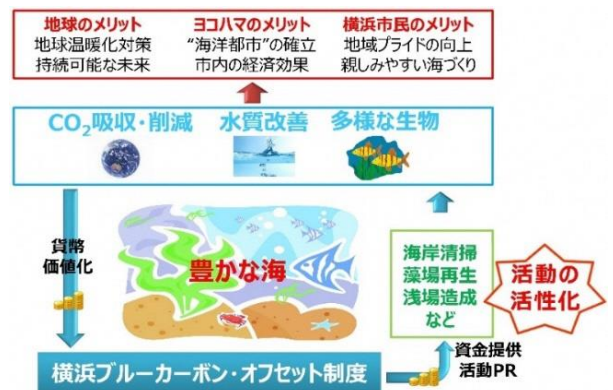 地球のメリット
地球温暖化対策
持続可能な未来
ヨコハマのメリット
“海洋都市”の確立
市内の経済効果
横浜市民のメリット
地域プライドの向上
親しみやすい海づくり
CO₂吸収・削減
水質改善
多様な生物
貨幣
価値化
豊かな海
海岸清掃
藻場再生
浅場造成
など
活動の
活性化
横浜ブルーカーボン・オフセット制度
資金提供
活動PR